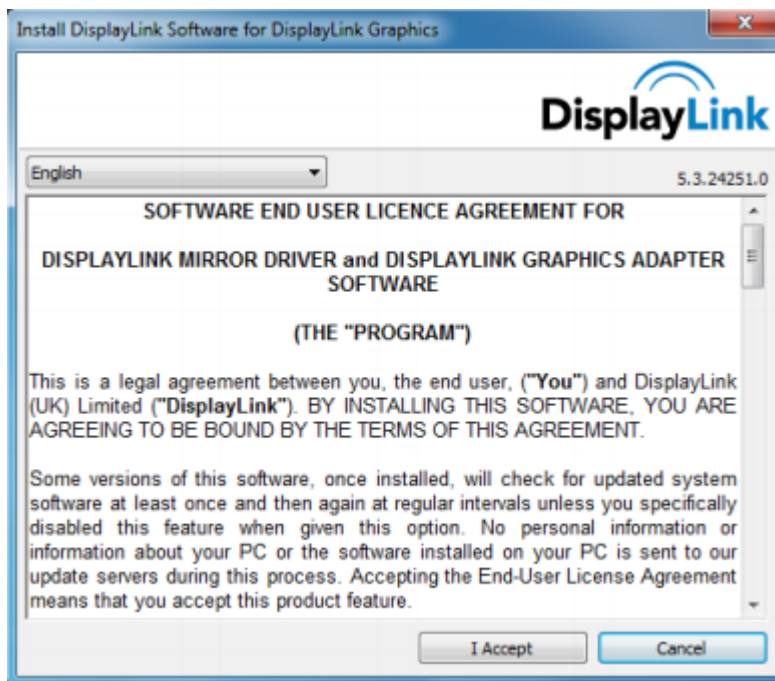 Install DisplayLink Software for DisplayLink Graphics
DisplayLink
English
5.3.24251.0
SOFTWARE END USER LICENCE AGREEMENT FOR
DISPLAYLINK MIRROR DRIVER and DISPLAYLINK GRAPHICS ADAPTER
SOFTWARE
(THE "PROGRAM")
This is a legal agreement between you, the end user, ("You") and DisplayLink
(UK) Limited ("DisplayLink"). BY INSTALLING THIS SOFTWARE, YOU ARE
AGREEING TO BE BOUND BY THE TERMS OF THIS AGREEMENT.
Some versions of this software, once installed, will check for updated system
software at least once and then again at regular intervals unless you specifically
disabled this feature when given this option. No personal information or
information about your PC or the software installed on your PC is sent to our
update servers during this process. Accepting the End-User License Agreement
means that you accept this product feature.
I Accept
Cancel